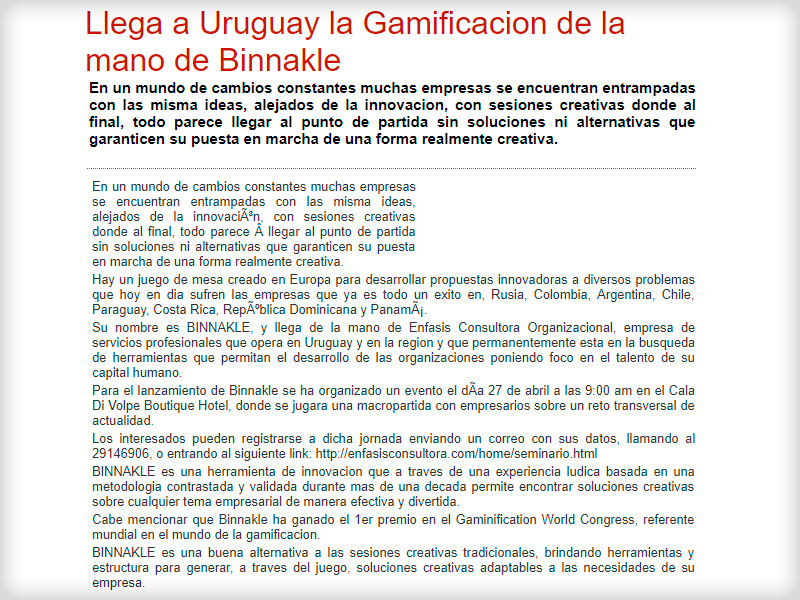 Llega a Uruguay la Gamificacion de la
mano de Binnakle
En un mundo de cambios constantes muchas empresas se encuentran entrampadas
con las misma ideas, alejados de la innovacion, con sesiones creativas donde al
final, todo parece llegar al punto de partida sin soluciones ni alternativas que
garanticen su puesta en marcha de una forma realmente creativa.
En un mundo de cambios constantes muchas empresas
se encuentran entrampadas con las misma ideas,
alejados de la innovaciÃªn, con sesiones creativas
donde al final, todo parece Â llegar al punto de partida
sin soluciones ni alternativas que garanticen su puesta
en marcha de una forma realmente creativa.
Hay un juego de mesa creado en Europa para desarrollar propuestas innovadoras a diversos problemas
que hoy en dia sufren las empresas que ya es todo un exito en, Rusia, Colombia, Argentina, Chile,
Paraguay, Costa Rica, RepÃºblica Dominicana y PanamÃ¡.
Su nombre es BINNAKLE, y llega de la mano de Enfasis Consultora Organizacional, empresa de
servicios profesionales que opera en Uruguay y en la region y que permanentemente esta en la busqueda
de herramientas que permitan el desarrollo de las organizaciones poniendo foco en el talento de su
capital humano.
Para el lanzamiento de Binnakle se ha organizado un evento el dÃa 27 de abril a las 9:00 am en el Cala
Di Volpe Boutique Hotel, donde se jugara una macropartida con empresarios sobre un reto transversal de
actualidad.
Los interesados pueden registrarse a dicha jornada enviando un correo con sus datos, llamando al
29146906, o entrando al siguiente link: http://enfasisconsultora.com/home/seminario.html
BINNAKLE es una herramienta de innovacion que a traves de una experiencia ludica basada en una
metodologia contrastada y validada durante mas de una decada permite encontrar soluciones creativas
sobre cualquier tema empresarial de manera efectiva y divertida.
Cabe mencionar que Binnakle ha ganado el 1er premio en el Gaminification World Congress, referente
mundial en el mundo de la gamificacion.
BINNAKLE es una buena alternativa a las sesiones creativas tradicionales, brindando herramientas y
estructura para generar, a traves del juego, soluciones creativas adaptables a las necesidades de su
empresa.